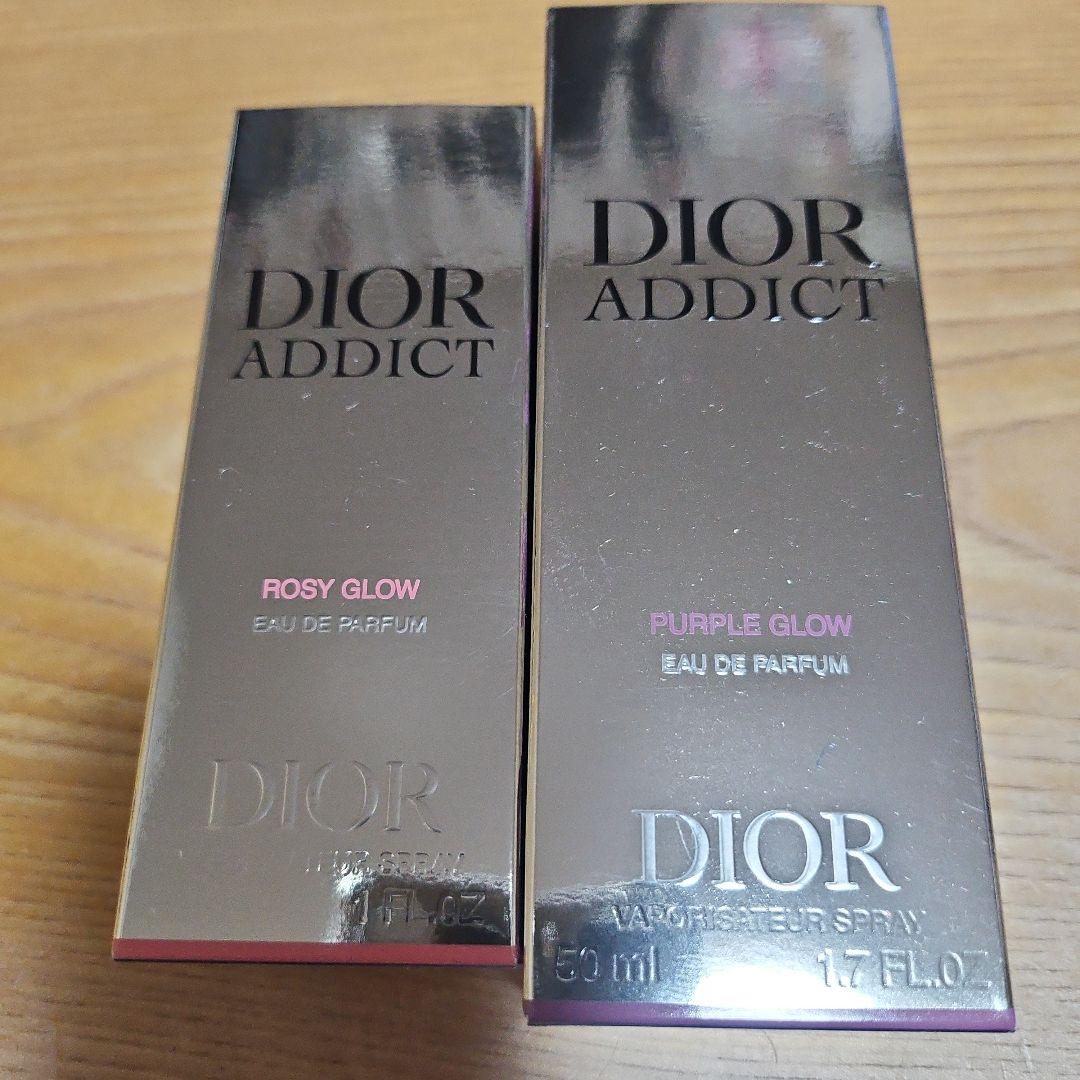 DIOR
ADDICT
ROSY GLOW
EAU DE PARFUM
DIOR
SPRAY
1 FL.OZ
DIOR
ADDICT
PURPLE GLOW
EAU DE PARFUM
DIOR
VAPORISATEUR SPRAY
50 ml 1.7 FL.OZ